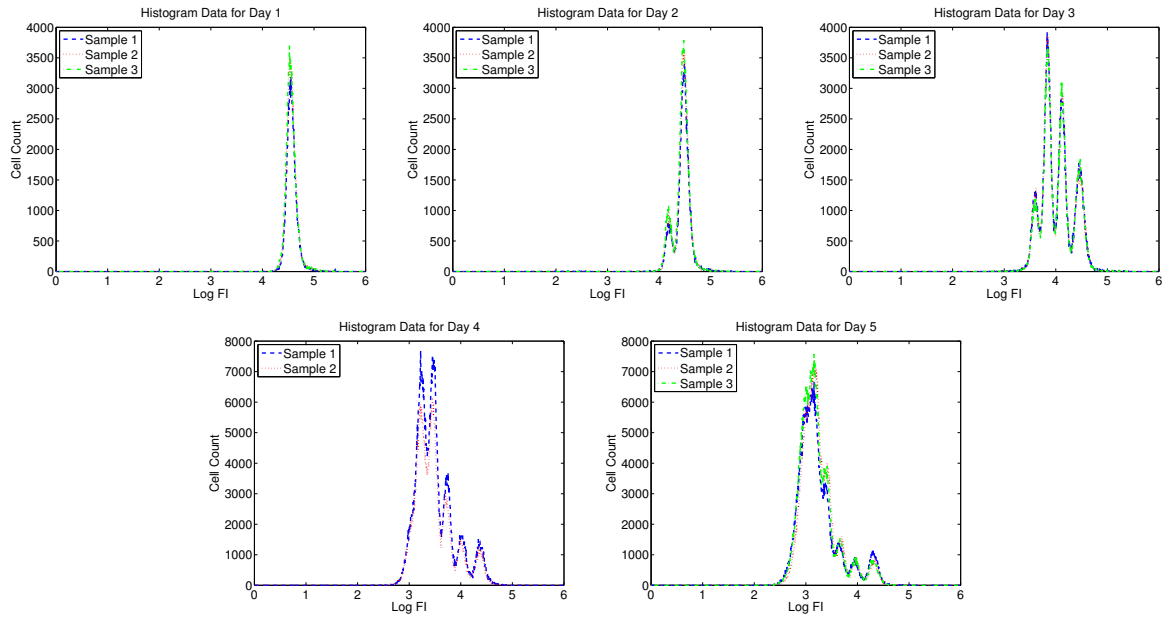 Histogram Data for Day 1
4000
3500
3000
2500
2000
1500
1000
500
0
Cell Count
Sample 1
Sample 2
Sample 3
0 1 2 3 4 5 6
Log FI
Histogram Data for Day 2
4000
3500
3000
2500
2000
1500
1000
500
0
Cell Count
Sample 1
Sample 2
Sample 3
0 1 2 3 4 5 6
Log FI
Histogram Data for Day 3
4000
3500
3000
2500
2000
1500
1000
500
0
Cell Count
Sample 1
Sample 2
Sample 3
0 1 2 3 4 5 6
Log FI
Histogram Data for Day 4
8000
7000
6000
5000
4000
3000
2000
1000
0
Cell Count
Sample 1
Sample 2
0 1 2 3 4 5 6
Log FI
Histogram Data for Day 5
8000
7000
6000
5000
4000
3000
2000
1000
0
Cell Count
Sample 1
Sample 2
Sample 3
0 1 2 3 4 5 6
Log FI